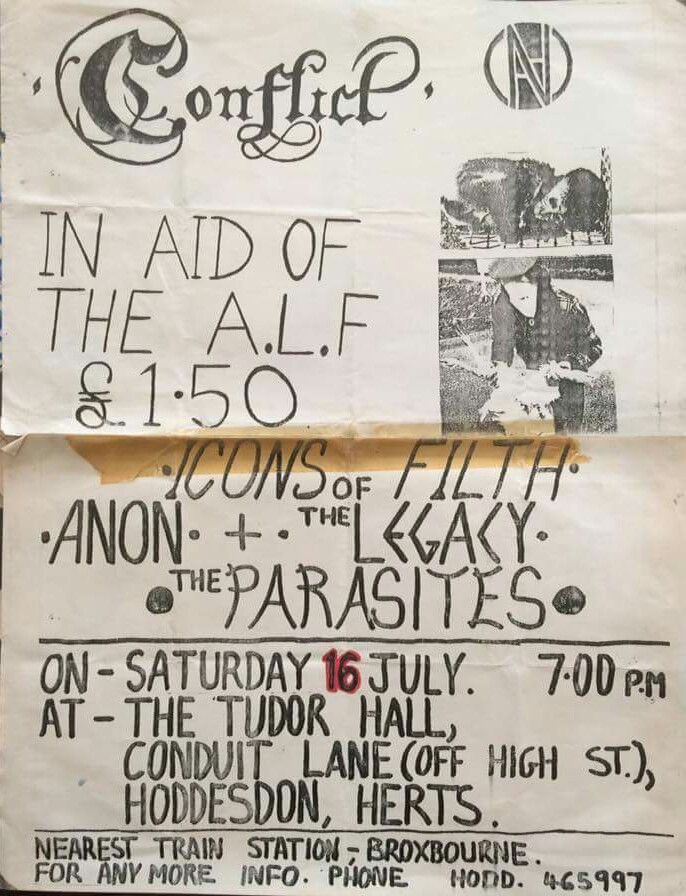 · Conflict ·
IN AID OF
THE A.L.F
£1·50
·ICONS OF FILTH·
·ANON· + ·THE LEGACY·
●THE PARASITES●
ON - SATURDAY 16 JULY. 7·00 P.M
AT - THE TUDOR HALL,
CONDUIT LANE (OFF HIGH ST.),
HODDESDON, HERTS.
NEAREST TRAIN STATION - BROXBOURNE.
FOR ANY MORE INFO. PHONE HODD. 465997